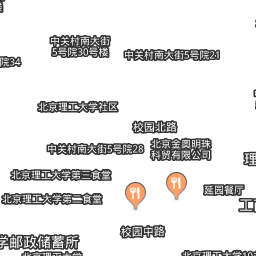 中关村南大街
5号院30号楼
中关村南大街5号院21
院34
北京理工大学社区
校园北路
中关村南大街5号院28
北京金奥明珠
科贸有限公司
北京理工大学第三食堂
延园餐厅
北京理工大学第二食堂
工
校园中路
学邮政储蓄所